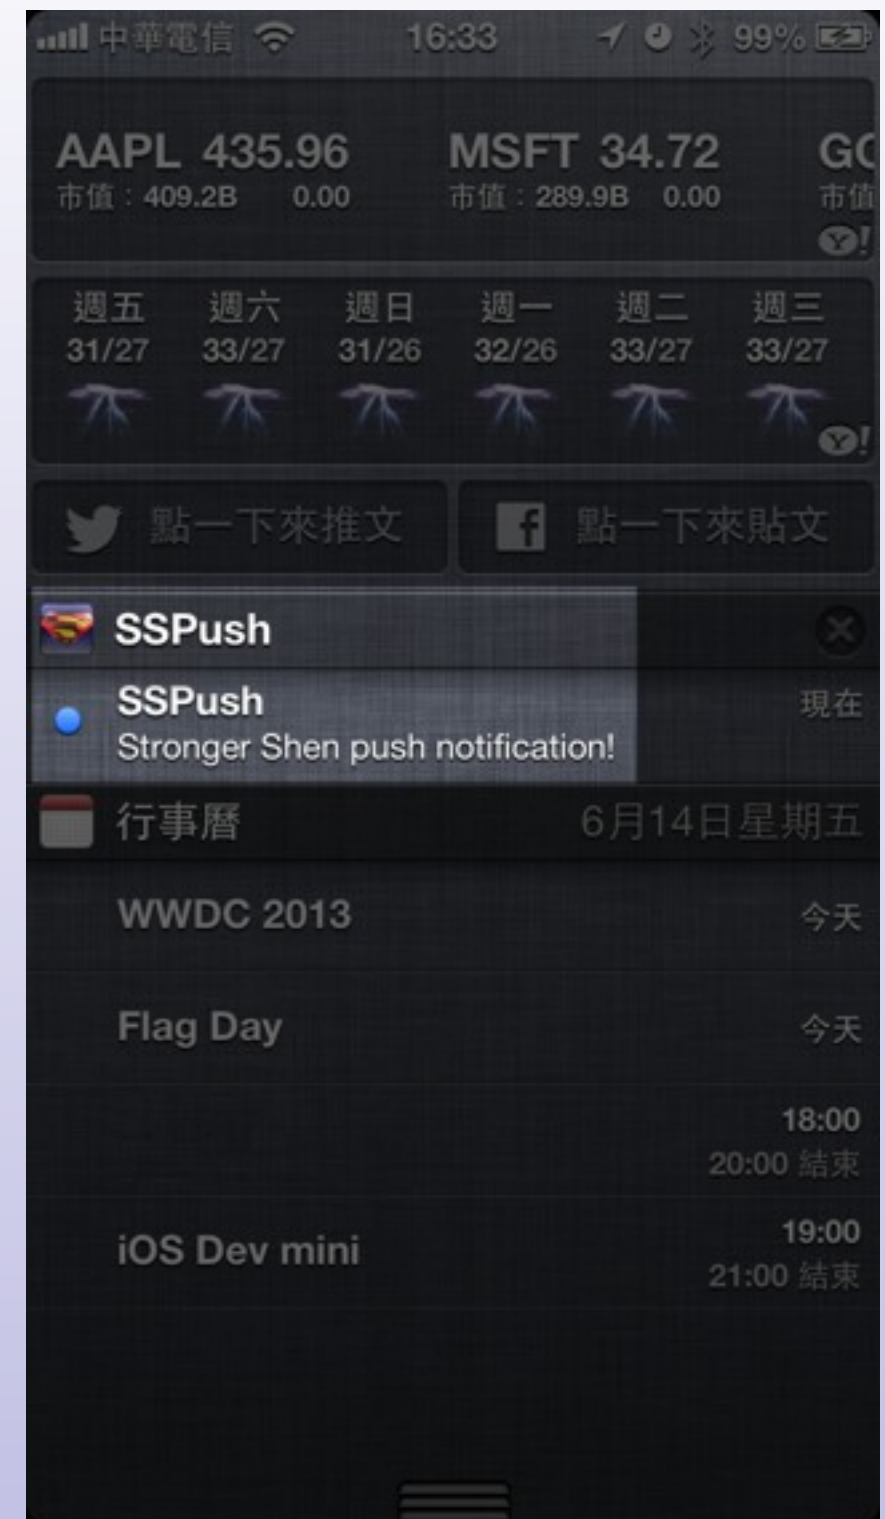 中華電信 16:33 99%
AAPL 435.96 MSFT 34.72
市值：409.2B 0.00 市值：289.9B 0.00 市值
Y! 
週五 週六 週日 週一 週二 週三
31/27 33/27 31/26 32/26 33/27 33/27
Y!
點一下來推文 點一下來貼文
SSPush
SSPush 現在
Stronger Shen push notification!
行事曆 6月14日星期五
WWDC 2013 今天
Flag Day 今天
18:00
20:00 結束
iOS Dev mini 19:00
21:00 結束